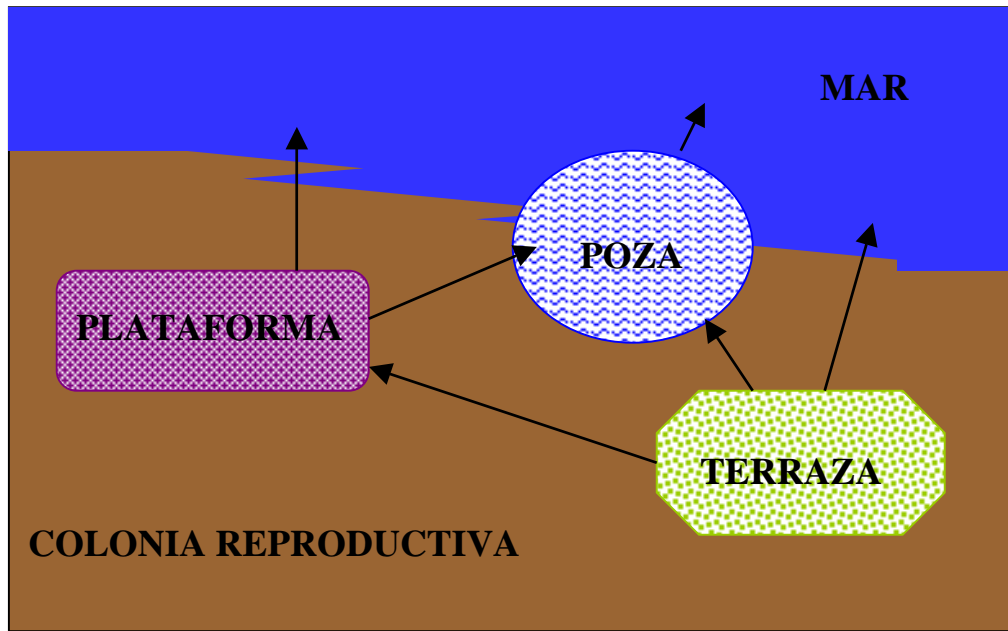 MAR
POZA
PLATAFORMA
TERRAZA
COLONIA REPRODUCTIVA